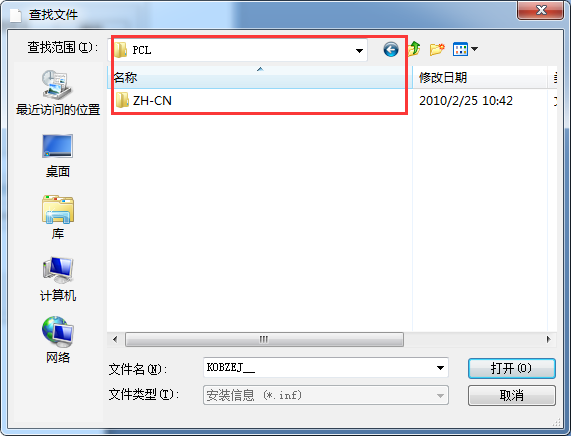 查找文件
查找范围(I):
PCL
名称
修改日期
ZH-CN
2010/2/25 10:42
最近访问的位置
桌面
库
计算机
网络
文件名(N):
KOBZEJ__
打开(O)
文件类型(T):
安装信息 (*.inf)
取消